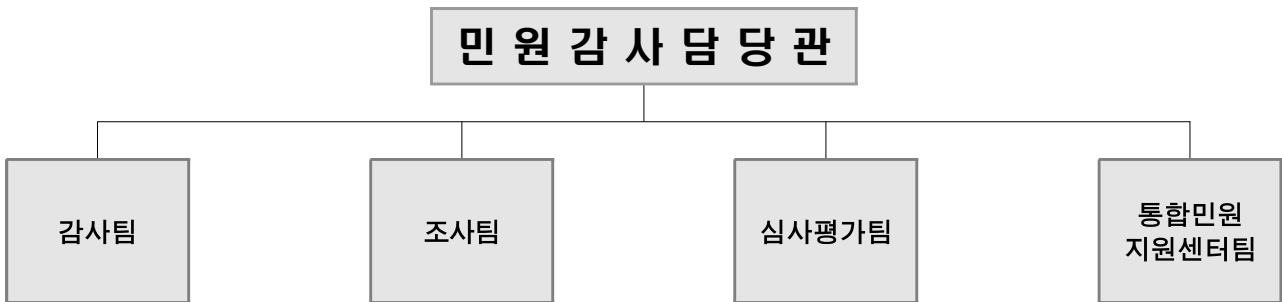 민 원 감 사 담 당 관
감사팀
조사팀
심사평가팀
통합민원
지원센터팀